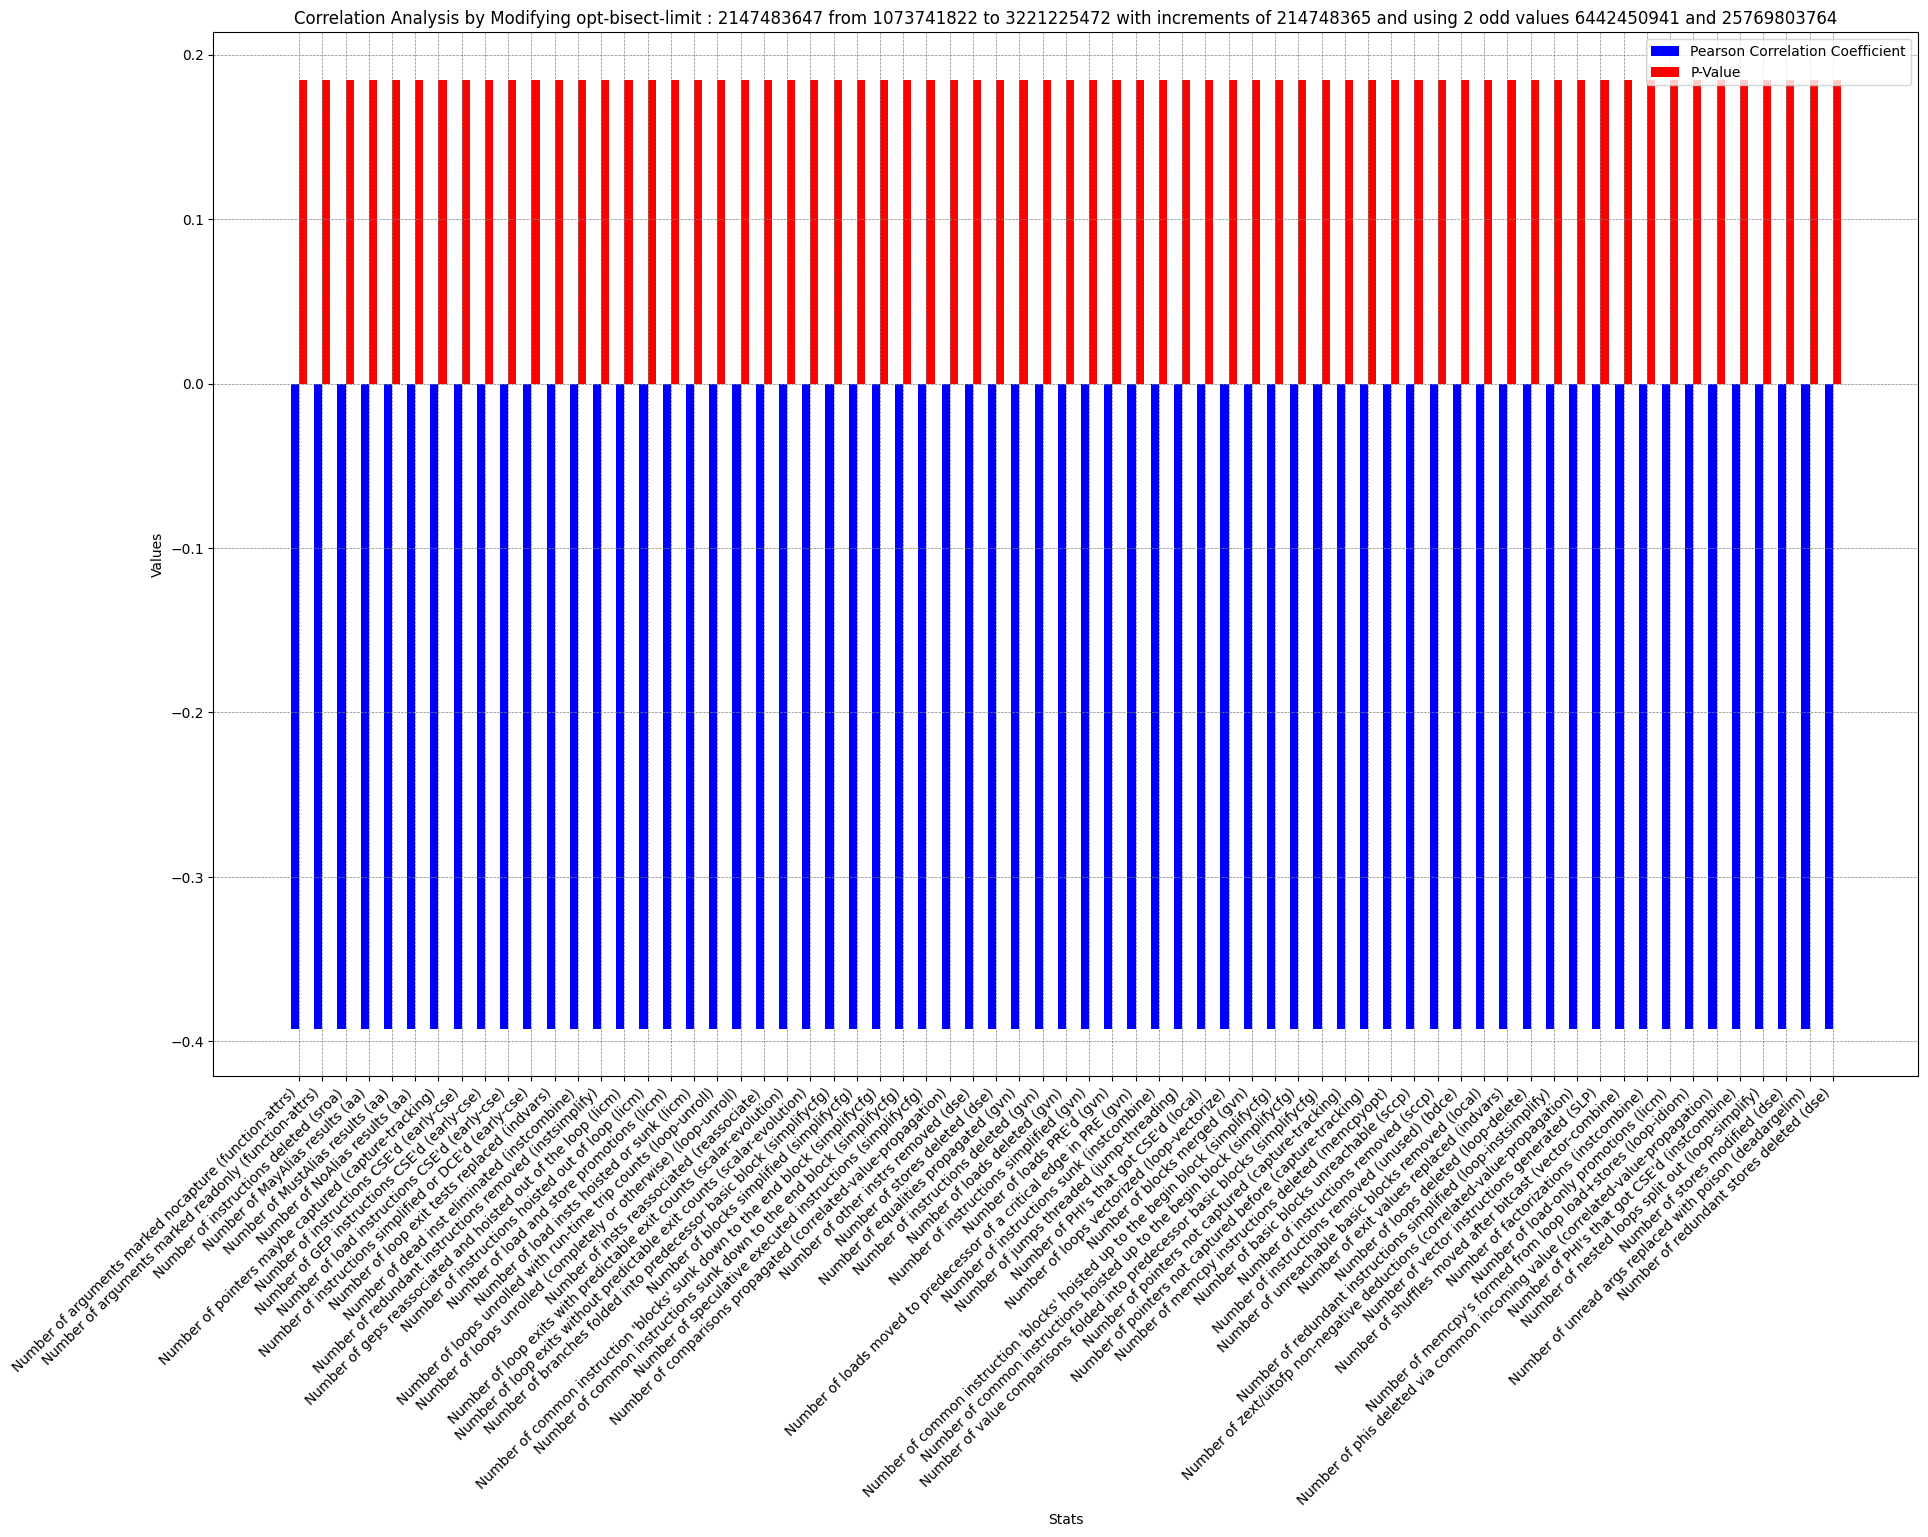 Correlation Analysis by Modifying opt-bisect-limit : 2147483647 from 1073741822 to 3221225472 with increments of 214748365 and using 2 odd values 6442450941 and 25769803764
Pearson Correlation Coefficient
P-Value
Values
0.2
0.1
0.0
−0.1
−0.2
−0.3
−0.4
Number of arguments marked nocapture (function-attrs)
Number of arguments marked readonly (function-attrs)
Number of instructions deleted (sroa)
Number of MayAlias results (aa)
Number of MustAlias results (aa)
Number of NoAlias results (aa)
Number of pointers maybe captured (capture-tracking)
Number of instructions CSE'd (early-cse)
Number of GEP instructions CSE'd (early-cse)
Number of load instructions CSE'd (early-cse)
Number of instructions simplified or DCE'd (early-cse)
Number of loop exit tests replaced (indvars)
Number of dead inst eliminated (instcombine)
Number of redundant instructions removed (instsimplify)
Number of geps reassociated and hoisted out of the loop (licm)
Number of instructions hoisted out of loop (licm)
Number of load and store promotions (licm)
Number of load insts hoisted or sunk (licm)
Number of loops unrolled with run-time trip counts (loop-unroll)
Number of loops unrolled (completely or otherwise) (loop-unroll)
Number of insts reassociated (reassociate)
Number of loop exits with predictable exit counts (scalar-evolution)
Number of loop exits without predictable exit counts (scalar-evolution)
Number of branches folded into predecessor basic block (simplifycfg)
Number of blocks simplified (simplifycfg)
Number of common instruction 'blocks' sunk down to the end block (simplifycfg)
Number of common instructions sunk down to the end block (simplifycfg)
Number of speculative executed instructions (simplifycfg)
Number of comparisons propagated (correlated-value-propagation)
Number of other instrs removed (dse)
Number of stores deleted (dse)
Number of equalities propagated (gvn)
Number of instructions deleted (gvn)
Number of loads deleted (gvn)
Number of instructions simplified (gvn)
Number of loads PRE'd (gvn)
Number of loads moved to predecessor of a critical edge in PRE (gvn)
Number of instructions sunk (instcombine)
Number of jumps threaded (jump-threading)
Number of PHI's that got CSE'd (local)
Number of loops vectorized (loop-vectorize)
Number of blocks merged (gvn)
Number of common instruction 'blocks' hoisted up to the begin block (simplifycfg)
Number of common instructions hoisted up to the begin block (simplifycfg)
Number of value comparisons folded into predecessor basic blocks (simplifycfg)
Number of pointers not captured (capture-tracking)
Number of pointers not captured before (capture-tracking)
Number of memcpy instructions deleted (memcpyopt)
Number of basic blocks unreachable (sccp)
Number of instructions removed (sccp)
Number of instructions removed (unused) (bdce)
Number of unreachable basic blocks removed (local)
Number of exit values replaced (indvars)
Number of loops deleted (loop-delete)
Number of redundant instructions simplified (loop-instsimplify)
Number of zext/uitofp non-negative deductions (correlated-value-propagation)
Number of vector instructions generated (SLP)
Number of shuffles moved after bitcast (vector-combine)
Number of factorizations (instcombine)
Number of load-only promotions (licm)
Number of memcpy's formed from loop load+stores (loop-idiom)
Number of phis deleted via common incoming value (correlated-value-propagation)
Number of PHI's that got CSE'd (instcombine)
Number of nested loops split out (loop-simplify)
Number of stores modified (dse)
Number of unread args replaced with poison (deadargelim)
Number of redundant stores deleted (dse)
Stats